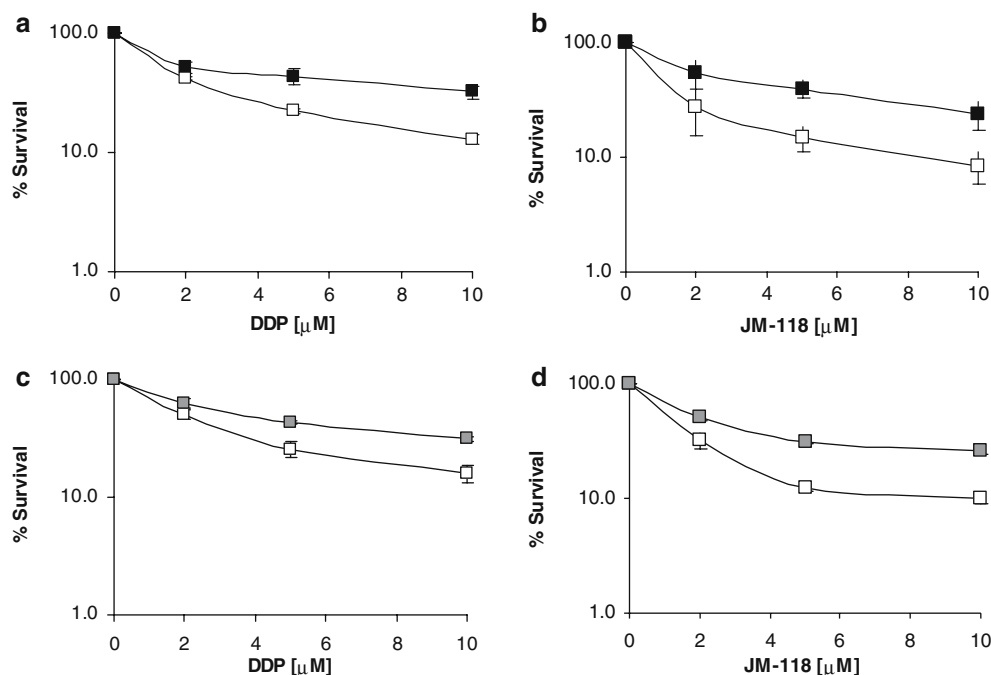 a
100.0
10.0
1.0
% Survival
0 2 4 6 8 10
DDP [μM]
b
100.0
10.0
1.0
% Survival
0 2 4 6 8 10
JM-118 [μM]
c
100.0
10.0
1.0
% Survival
0 2 4 6 8 10
DDP [μM]
d
100.0
10.0
1.0
% Survival
0 2 4 6 8 10
JM-118 [μM]